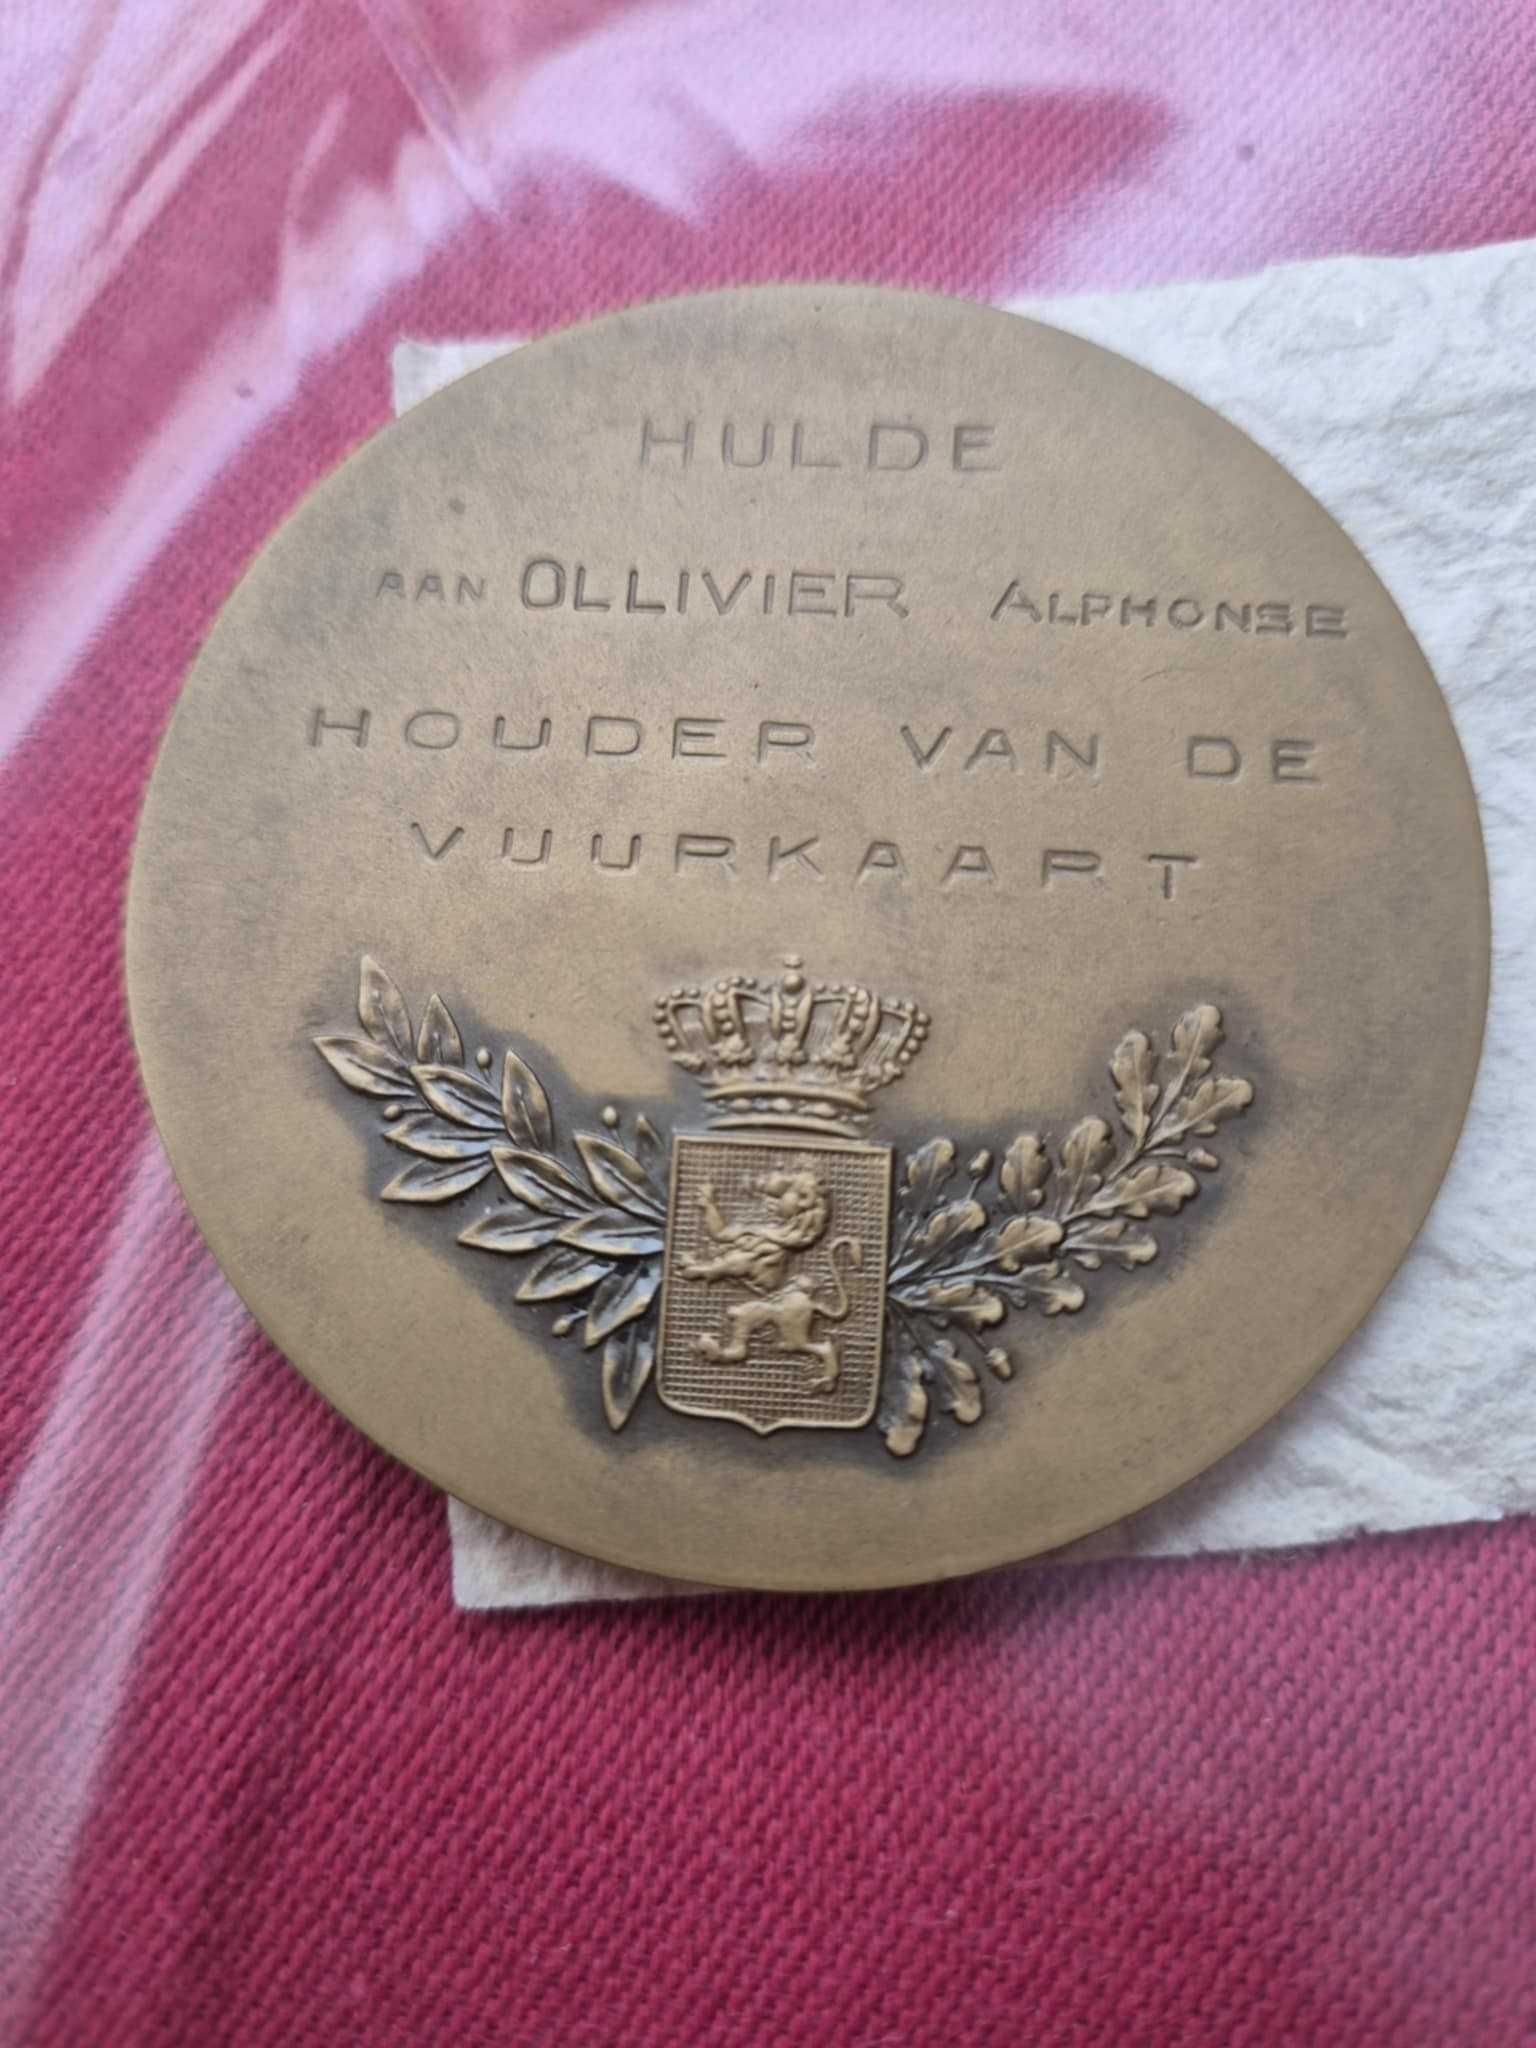 HULDE
AAN OLLIVIER ALPHONSE
HOUDER VAN DE
VUURKAART